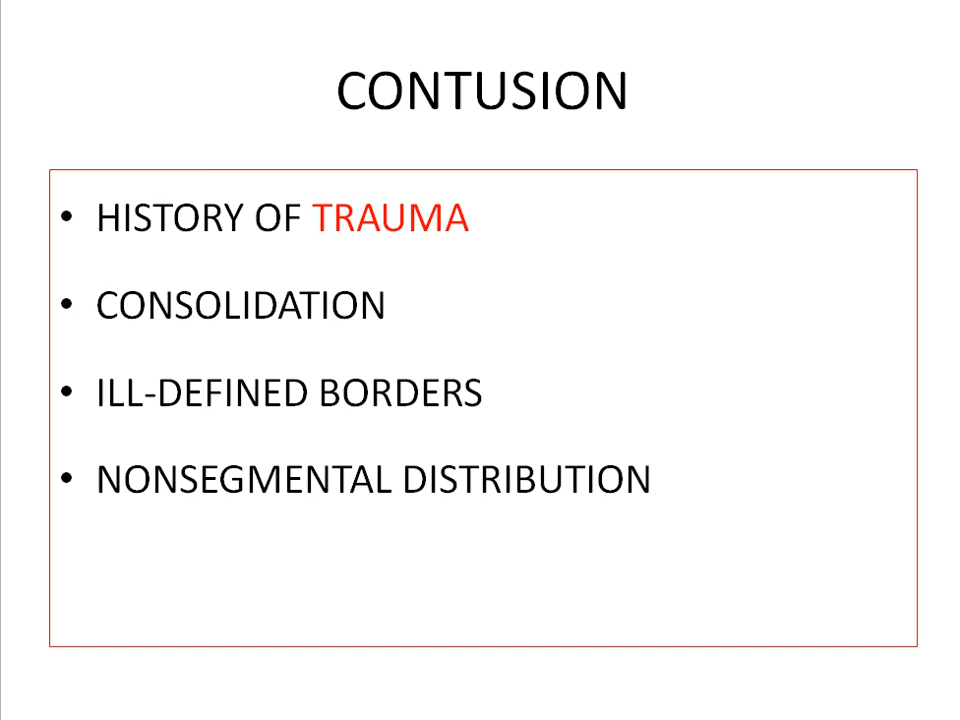 CONTUSION
• HISTORY OF TRAUMA
• CONSOLIDATION
• ILL-DEFINED BORDERS
• NONSEGMENTAL DISTRIBUTION